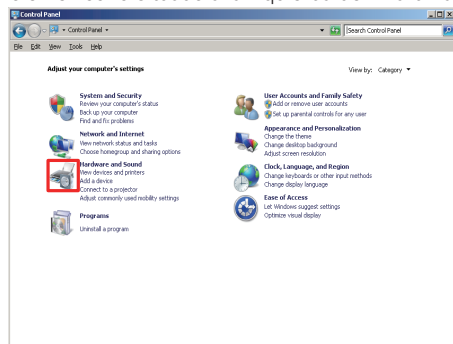 Control Panel
Control Panel
Search Control Panel
File Edit View Tools Help
Adjust your computer's settings
View by: Category
System and Security
Review your computer's status
Back up your computer
Find and fix problems
Network and Internet
View network status and tasks
Choose homegroup and sharing options
Hardware and Sound
View devices and printers
Add a device
Connect to a projector
Adjust commonly used mobility settings
Programs
Uninstall a program
User Accounts and Family Safety
Add or remove user accounts
Set up parental controls for any user
Appearance and Personalization
Change the theme
Change desktop background
Adjust screen resolution
Clock, Language, and Region
Change keyboards or other input methods
Change display language
Ease of Access
Let Windows suggest settings
Optimize visual display